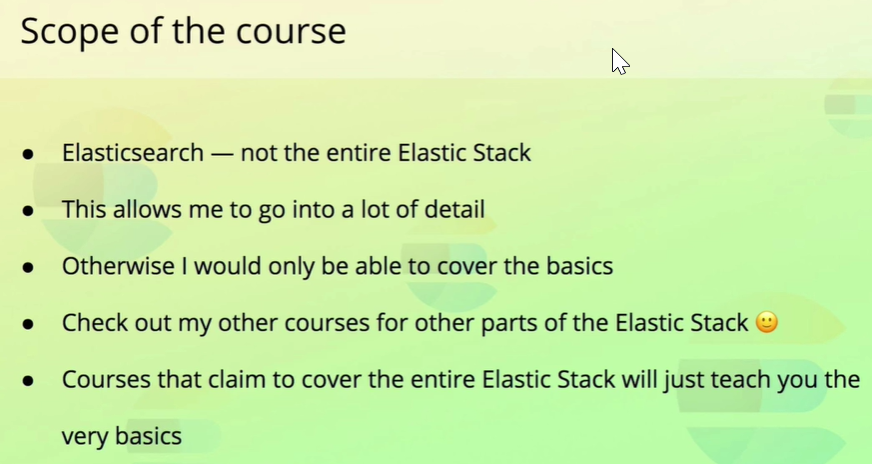 Scope of the course
● Elasticsearch — not the entire Elastic Stack
● This allows me to go into a lot of detail
● Otherwise I would only be able to cover the basics
● Check out my other courses for other parts of the Elastic Stack 🙂
● Courses that claim to cover the entire Elastic Stack will just teach you the
very basics